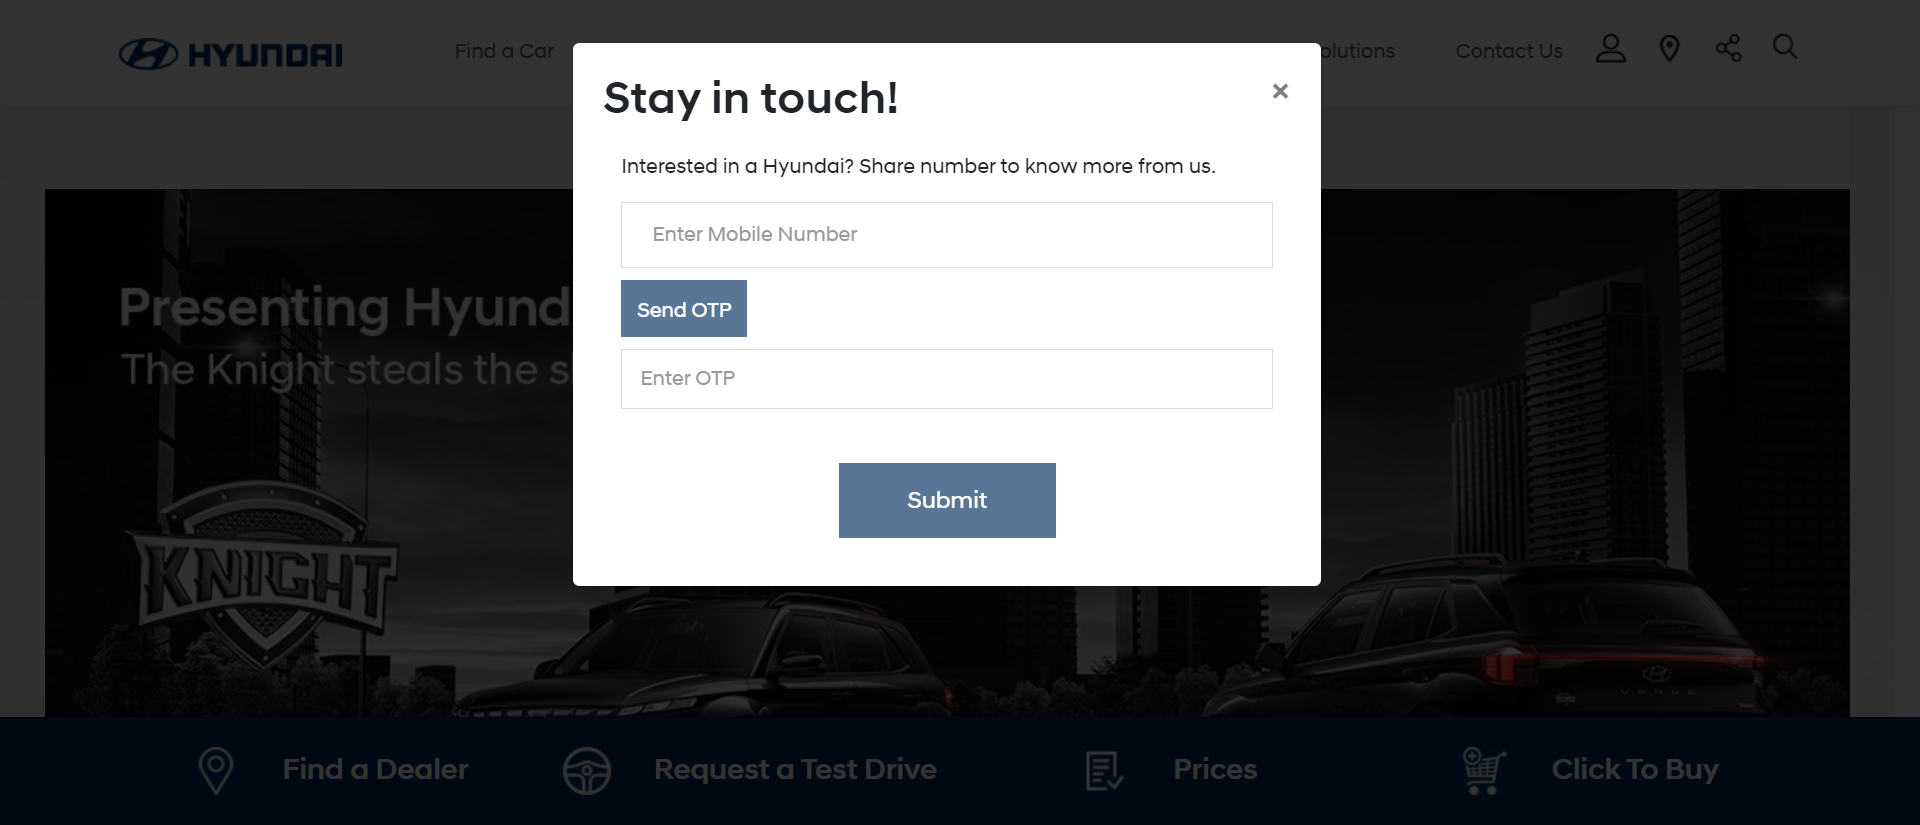 HYUNDAI
Find a Car
olutions
Contact Us
Stay in touch!
×
Interested in a Hyundai? Share number to know more from us.
Enter Mobile Number
Send OTP
Enter OTP
Submit
Presenting Hyund
The Knight steals the s
KNIGHT
VENUE
Find a Dealer
Request a Test Drive
Prices
Click To Buy